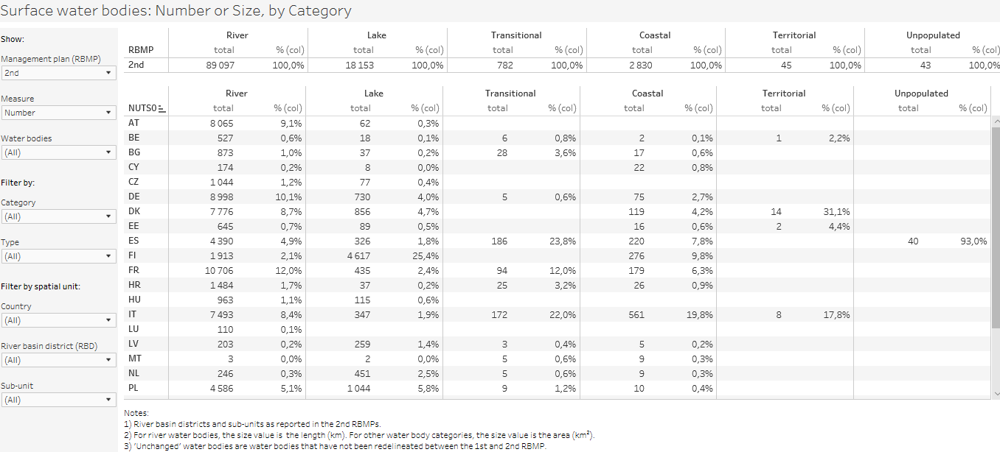 Surface water bodies: Number or Size, by Category
Show:
Management plan (RBMP)
2nd
Measure
Number
Water bodies
(All)
Filter by:
Category
(All)
Type
(All)
Filter by spatial unit:
Country
(All)
River basin district (RBD)
(All)
Sub-unit
(All)
River Lake Transitional Coastal Territorial Unpopulated
RBMP total % (col) total % (col) total % (col) total % (col) total % (col) total % (col)
2nd 89 097 100,0% 18 153 100,0% 782 100,0% 2 830 100,0% 45 100,0% 43 100,0%
River Lake Transitional Coastal Territorial Unpopulated
NUTS0 total % (col) total % (col) total % (col) total % (col) total % (col) total % (col)
AT 8 065 9,1% 62 0,3%
BE 527 0,6% 18 0,1% 6 0,8% 2 0,1% 1 2,2%
BG 873 1,0% 37 0,2% 28 3,6% 17 0,6%
CY 174 0,2% 8 0,0% 22 0,8%
CZ 1 044 1,2% 77 0,4%
DE 8 998 10,1% 730 4,0% 5 0,6% 75 2,7%
DK 7 776 8,7% 856 4,7% 119 4,2% 14 31,1%
EE 645 0,7% 89 0,5% 16 0,6% 2 4,4%
ES 4 390 4,9% 326 1,8% 186 23,8% 220 7,8% 40 93,0%
FI 1 913 2,1% 4 617 25,4% 276 9,8%
FR 10 706 12,0% 435 2,4% 94 12,0% 179 6,3%
HR 1 484 1,7% 37 0,2% 25 3,2% 26 0,9%
HU 963 1,1% 115 0,6%
IT 7 493 8,4% 347 1,9% 172 22,0% 561 19,8% 8 17,8%
LU 110 0,1%
LV 203 0,2% 259 1,4% 3 0,4% 5 0,2%
MT 3 0,0% 2 0,0% 5 0,6% 9 0,3%
NL 246 0,3% 451 2,5% 5 0,6% 9 0,3%
PL 4 586 5,1% 1 044 5,8% 9 1,2% 10 0,4%
Notes:
1) River basin districts and sub-units as reported in the 2nd RBMPs.
2) For river water bodies, the size value is the length (km). For other water body categories, the size value is the area (km²).
3) 'Unchanged' water bodies are water bodies that have not been redelineated between the 1st and 2nd RBMP.